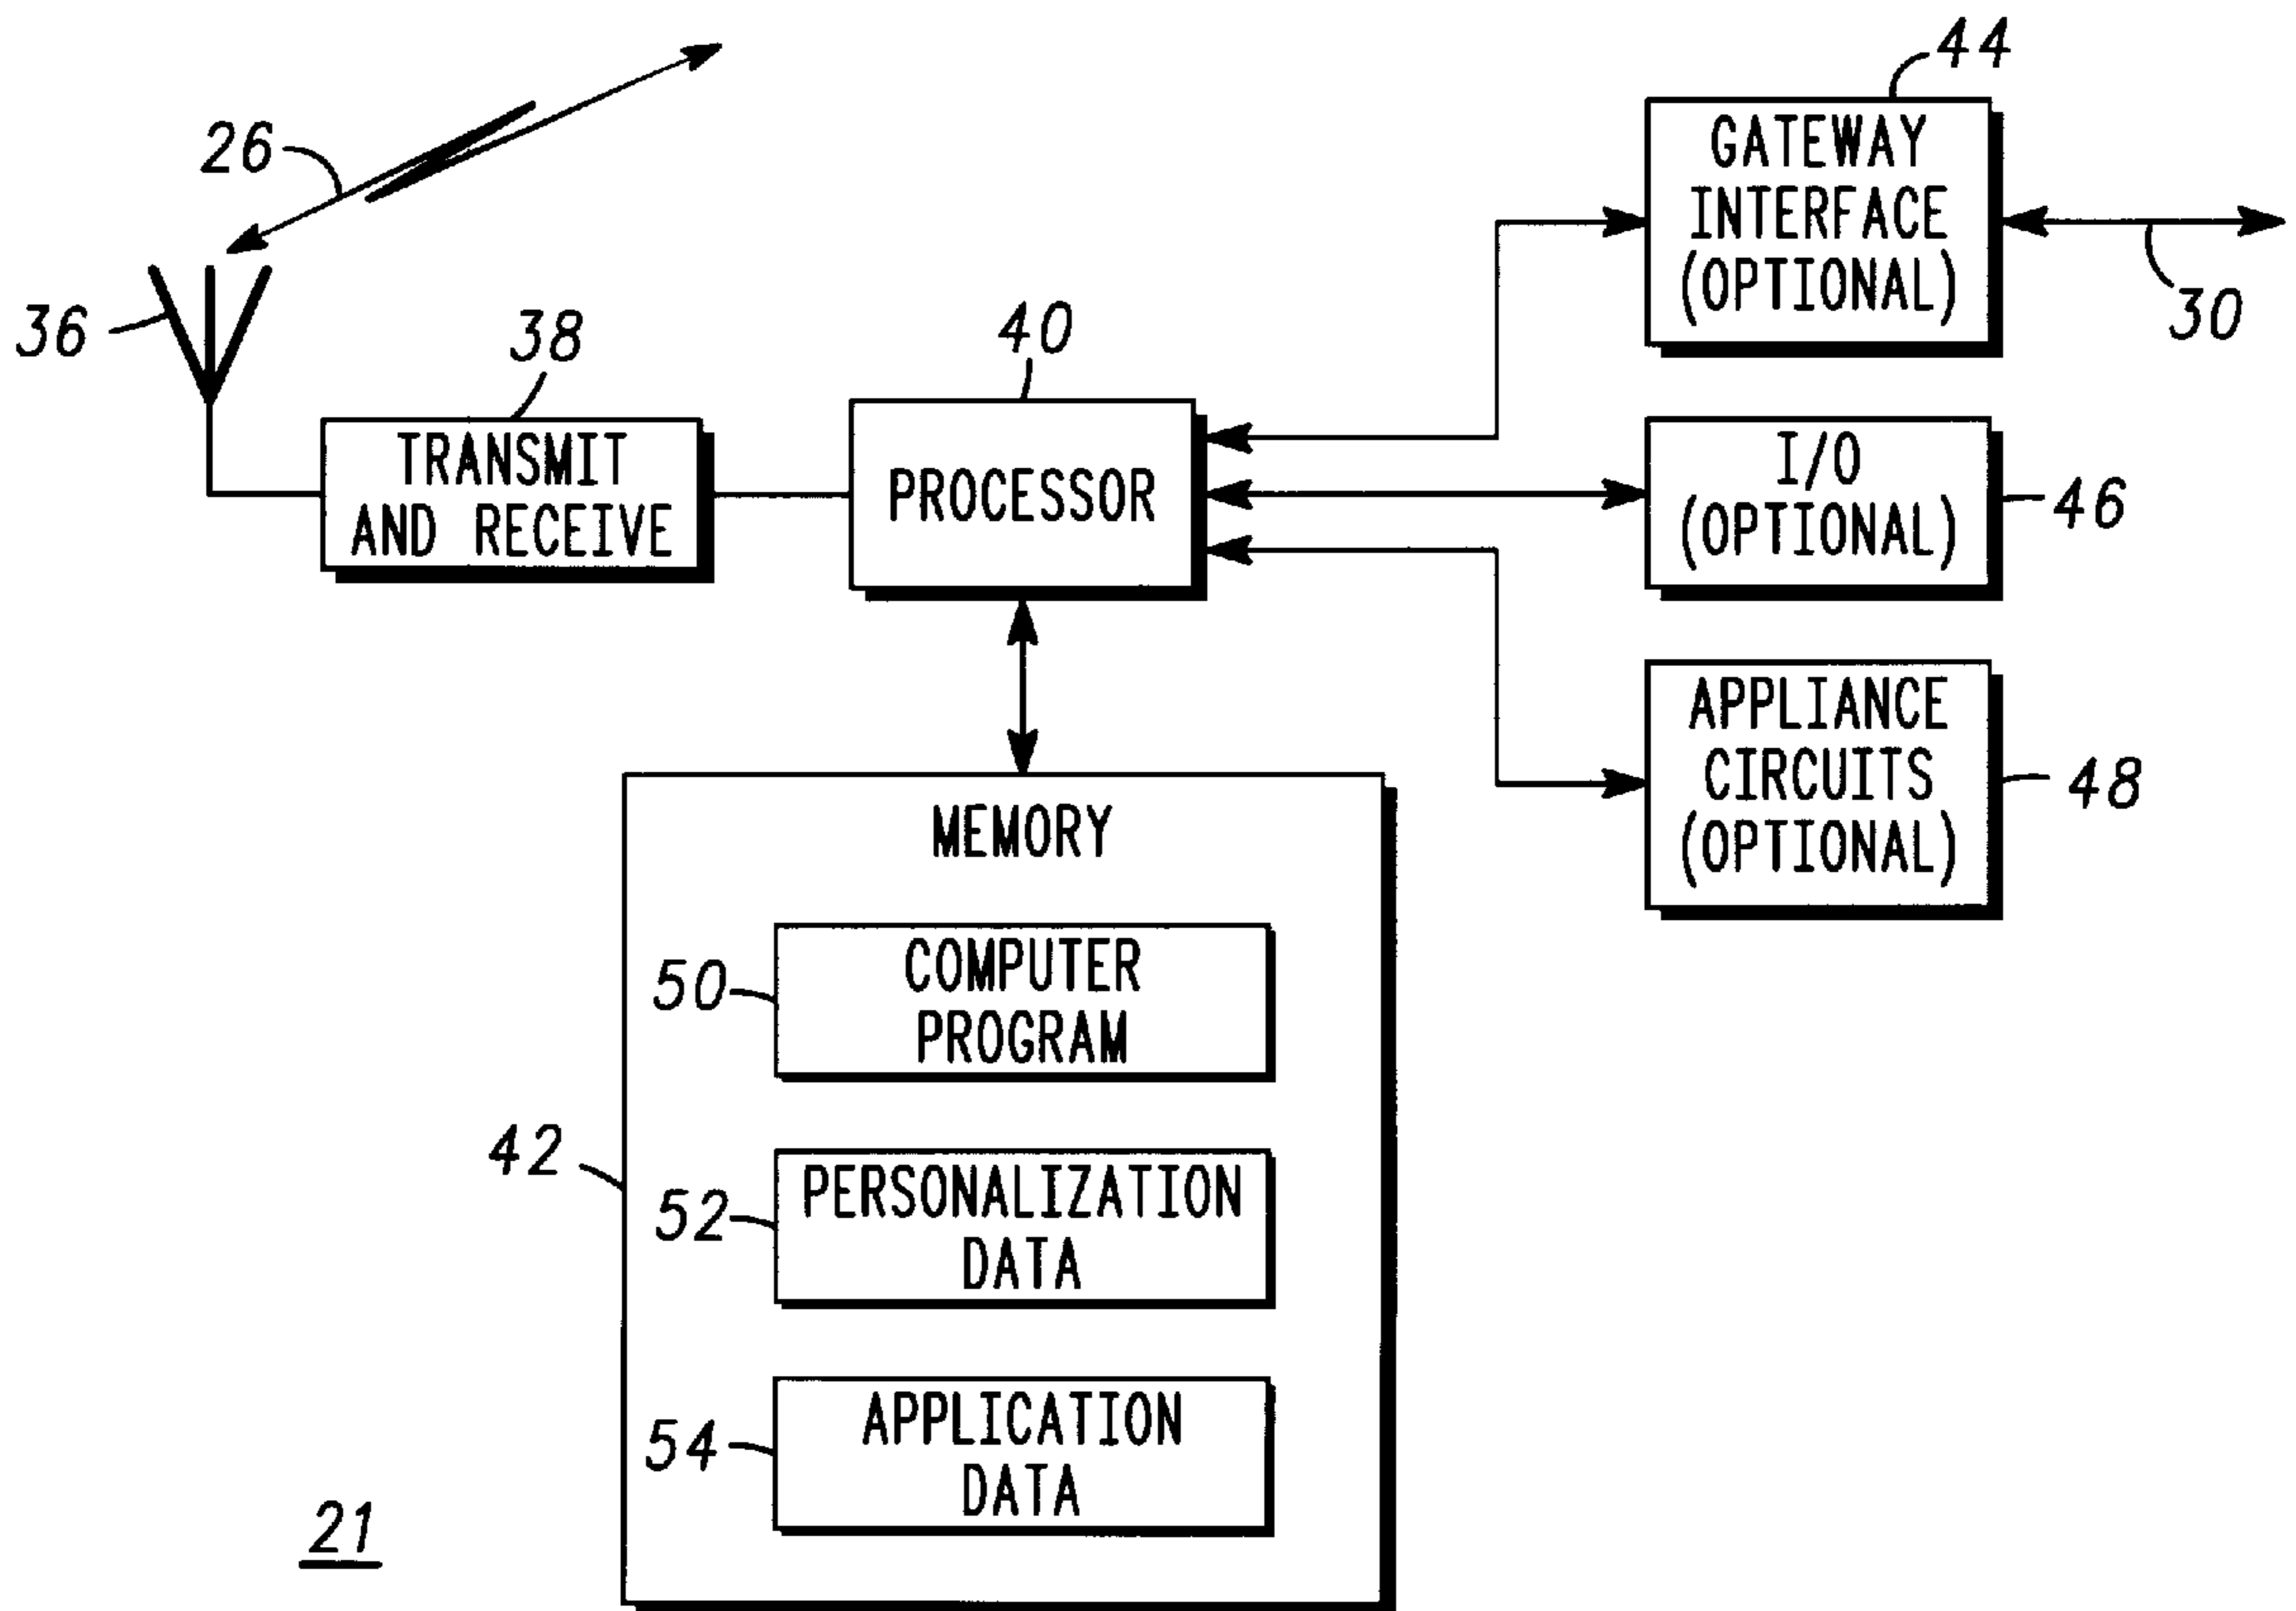 44
GATEWAY
INTERFACE
(OPTIONAL)
30
26
36
38
TRANSMIT
AND RECEIVE
40
PROCESSOR
I/O
(OPTIONAL)
46
APPLIANCE
CIRCUITS
(OPTIONAL)
48
MEMORY
42
50
COMPUTER
PROGRAM
52
PERSONALIZATION
DATA
54
APPLICATION
DATA
21